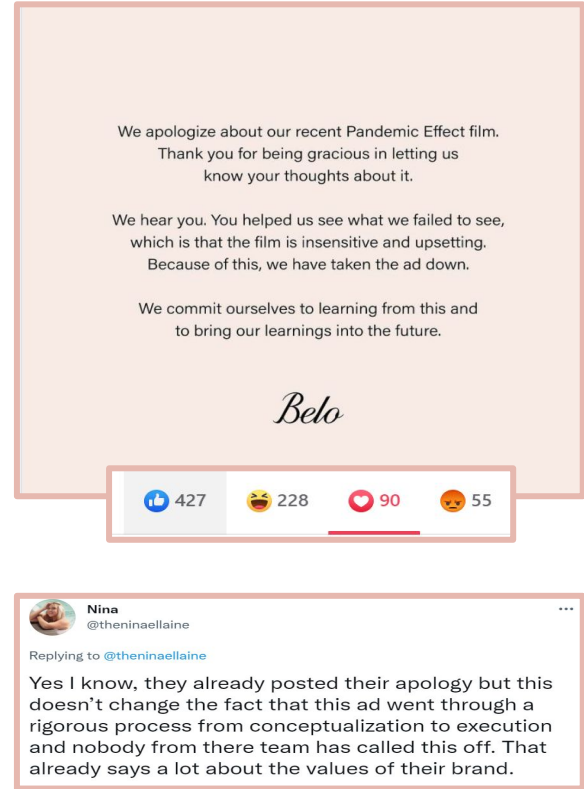 We apologize about our recent Pandemic Effect film.
Thank you for being gracious in letting us
know your thoughts about it.
We hear you. You helped us see what we failed to see,
which is that the film is insensitive and upsetting.
Because of this, we have taken the ad down.
We commit ourselves to learning from this and
to bring our learnings into the future.
Belo
427 228 90 55
Nina
@theninaellaine
Replying to @theninaellaine
Yes I know, they already posted their apology but this
doesn't change the fact that this ad went through a
rigorous process from conceptualization to execution
and nobody from there team has called this off. That
already says a lot about the values of their brand.